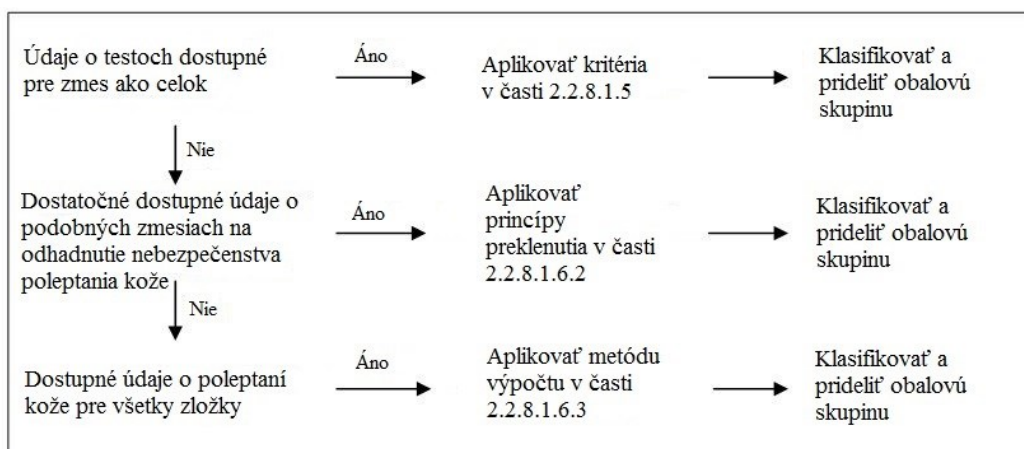 Údaje o testoch dostupné
pre zmes ako celok
Áno
Aplikovať kritéria
v časti 2.2.8.1.5
Klasifikovať a
prideliť obalovú
skupinu
Nie
Dostatočné dostupné údaje o
podobných zmesiach na
odhadnutie nebezpečenstva
poleptania kože
Áno
Aplikovať
princípy
preklenutia v časti
2.2.8.1.6.2
Klasifikovať a
prideliť obalovú
skupinu
Nie
Dostupné údaje o poleptaní
kože pre všetky zložky
Áno
Aplikovať metódu
výpočtu v časti
2.2.8.1.6.3
Klasifikovať a
prideliť obalovú
skupinu